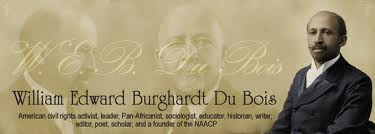 W. E. B. Du Bois
William Edward Burghardt Du Bois
American civil rights activist, leader, Pan-Africanist, sociologist, educator, historian, writer,
editor, poet, scholar, and a founder of the NAACP